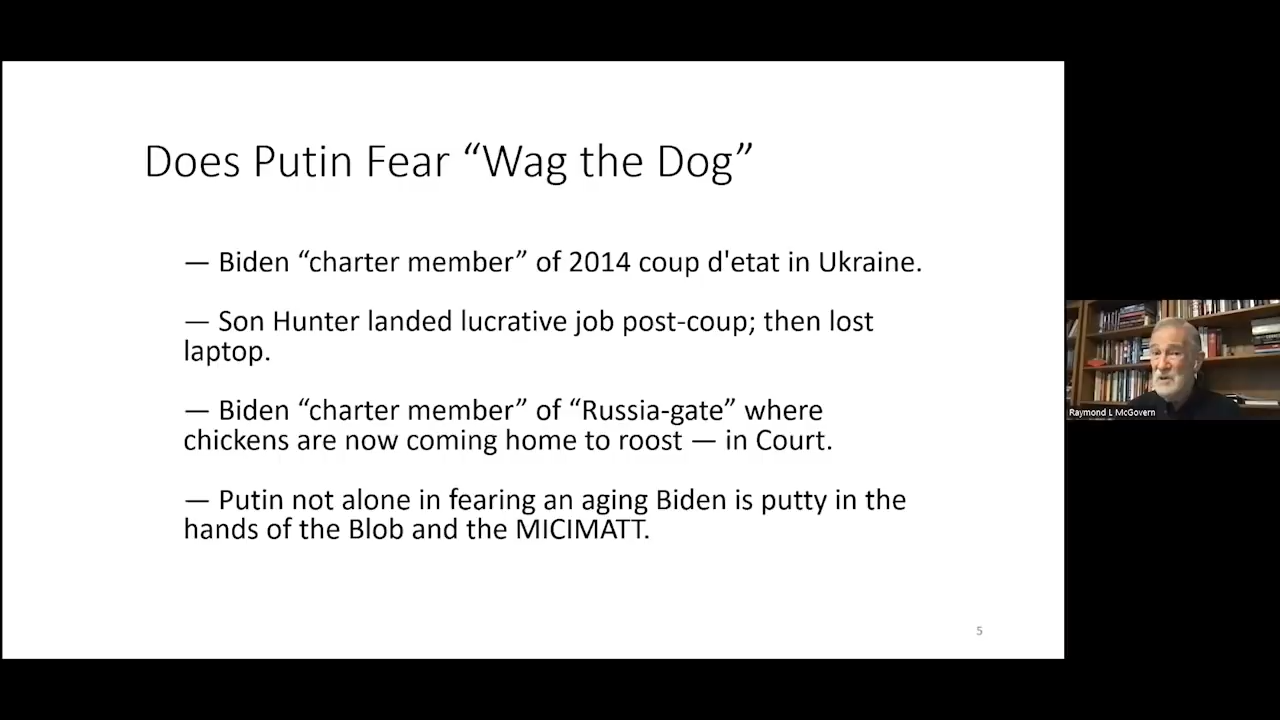 Does Putin Fear “Wag the Dog”
— Biden “charter member” of 2014 coup d'etat in Ukraine.
— Son Hunter landed lucrative job post-coup; then lost
laptop.
— Biden “charter member” of “Russia-gate” where
chickens are now coming home to roost — in Court.
— Putin not alone in fearing an aging Biden is putty in the
hands of the Blob and the MICIMATT.
5
Raymond L McGovern